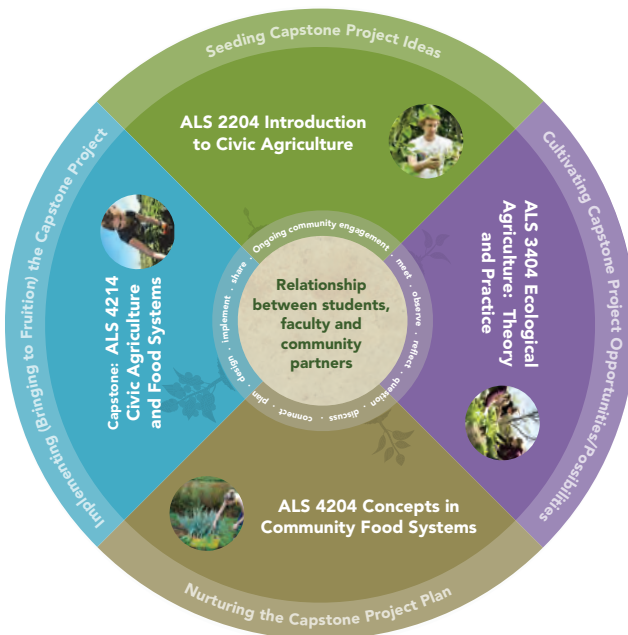 Seeding Capstone Project Ideas
ALS 2204 Introduction
to Civic Agriculture
Cultivating Capstone Project Opportunities/Possibilities
ALS 3404 Ecological
Agriculture: Theory
and Practice
Nurturing the Capstone Project Plan
ALS 4204 Concepts in
Community Food Systems
Implementing (Bringing to Fruition) the Capstone Project
Capstone: ALS 4214
Civic Agriculture
and Food Systems
Ongoing community engagement · meet · observe · reflect · question · discuss · connect · plan · design · implement · share ·
Relationship
between students,
faculty and
community
partners